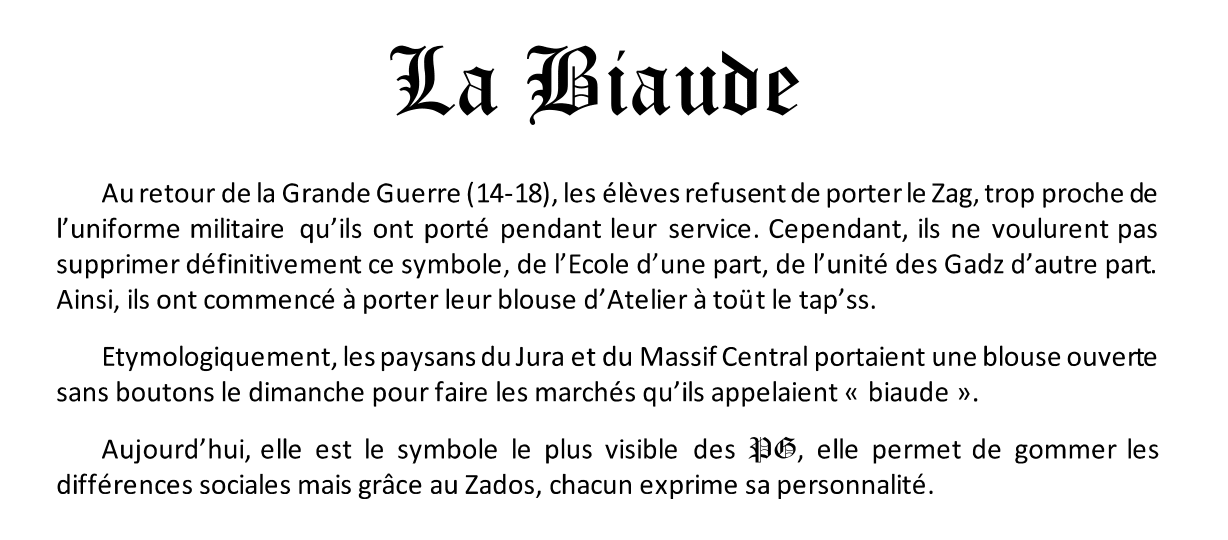 La Biaude
Au retour de la Grande Guerre (14-18), les élèves refusent de porter le Zag, trop proche de
l’uniforme militaire qu’ils ont porté pendant leur service. Cependant, ils ne voulurent pas
supprimer définitivement ce symbole, de l’Ecole d’une part, de l’unité des Gadz d’autre part.
Ainsi, ils ont commencé à porter leur blouse d’Atelier à toüt le tap’ss.
Etymologiquement, les paysans du Jura et du Massif Central portaient une blouse ouverte
sans boutons le dimanche pour faire les marchés qu’ils appelaient « biaude ».
Aujourd’hui, elle est le symbole le plus visible des PG, elle permet de gommer les
différences sociales mais grâce au Zados, chacun exprime sa personnalité.